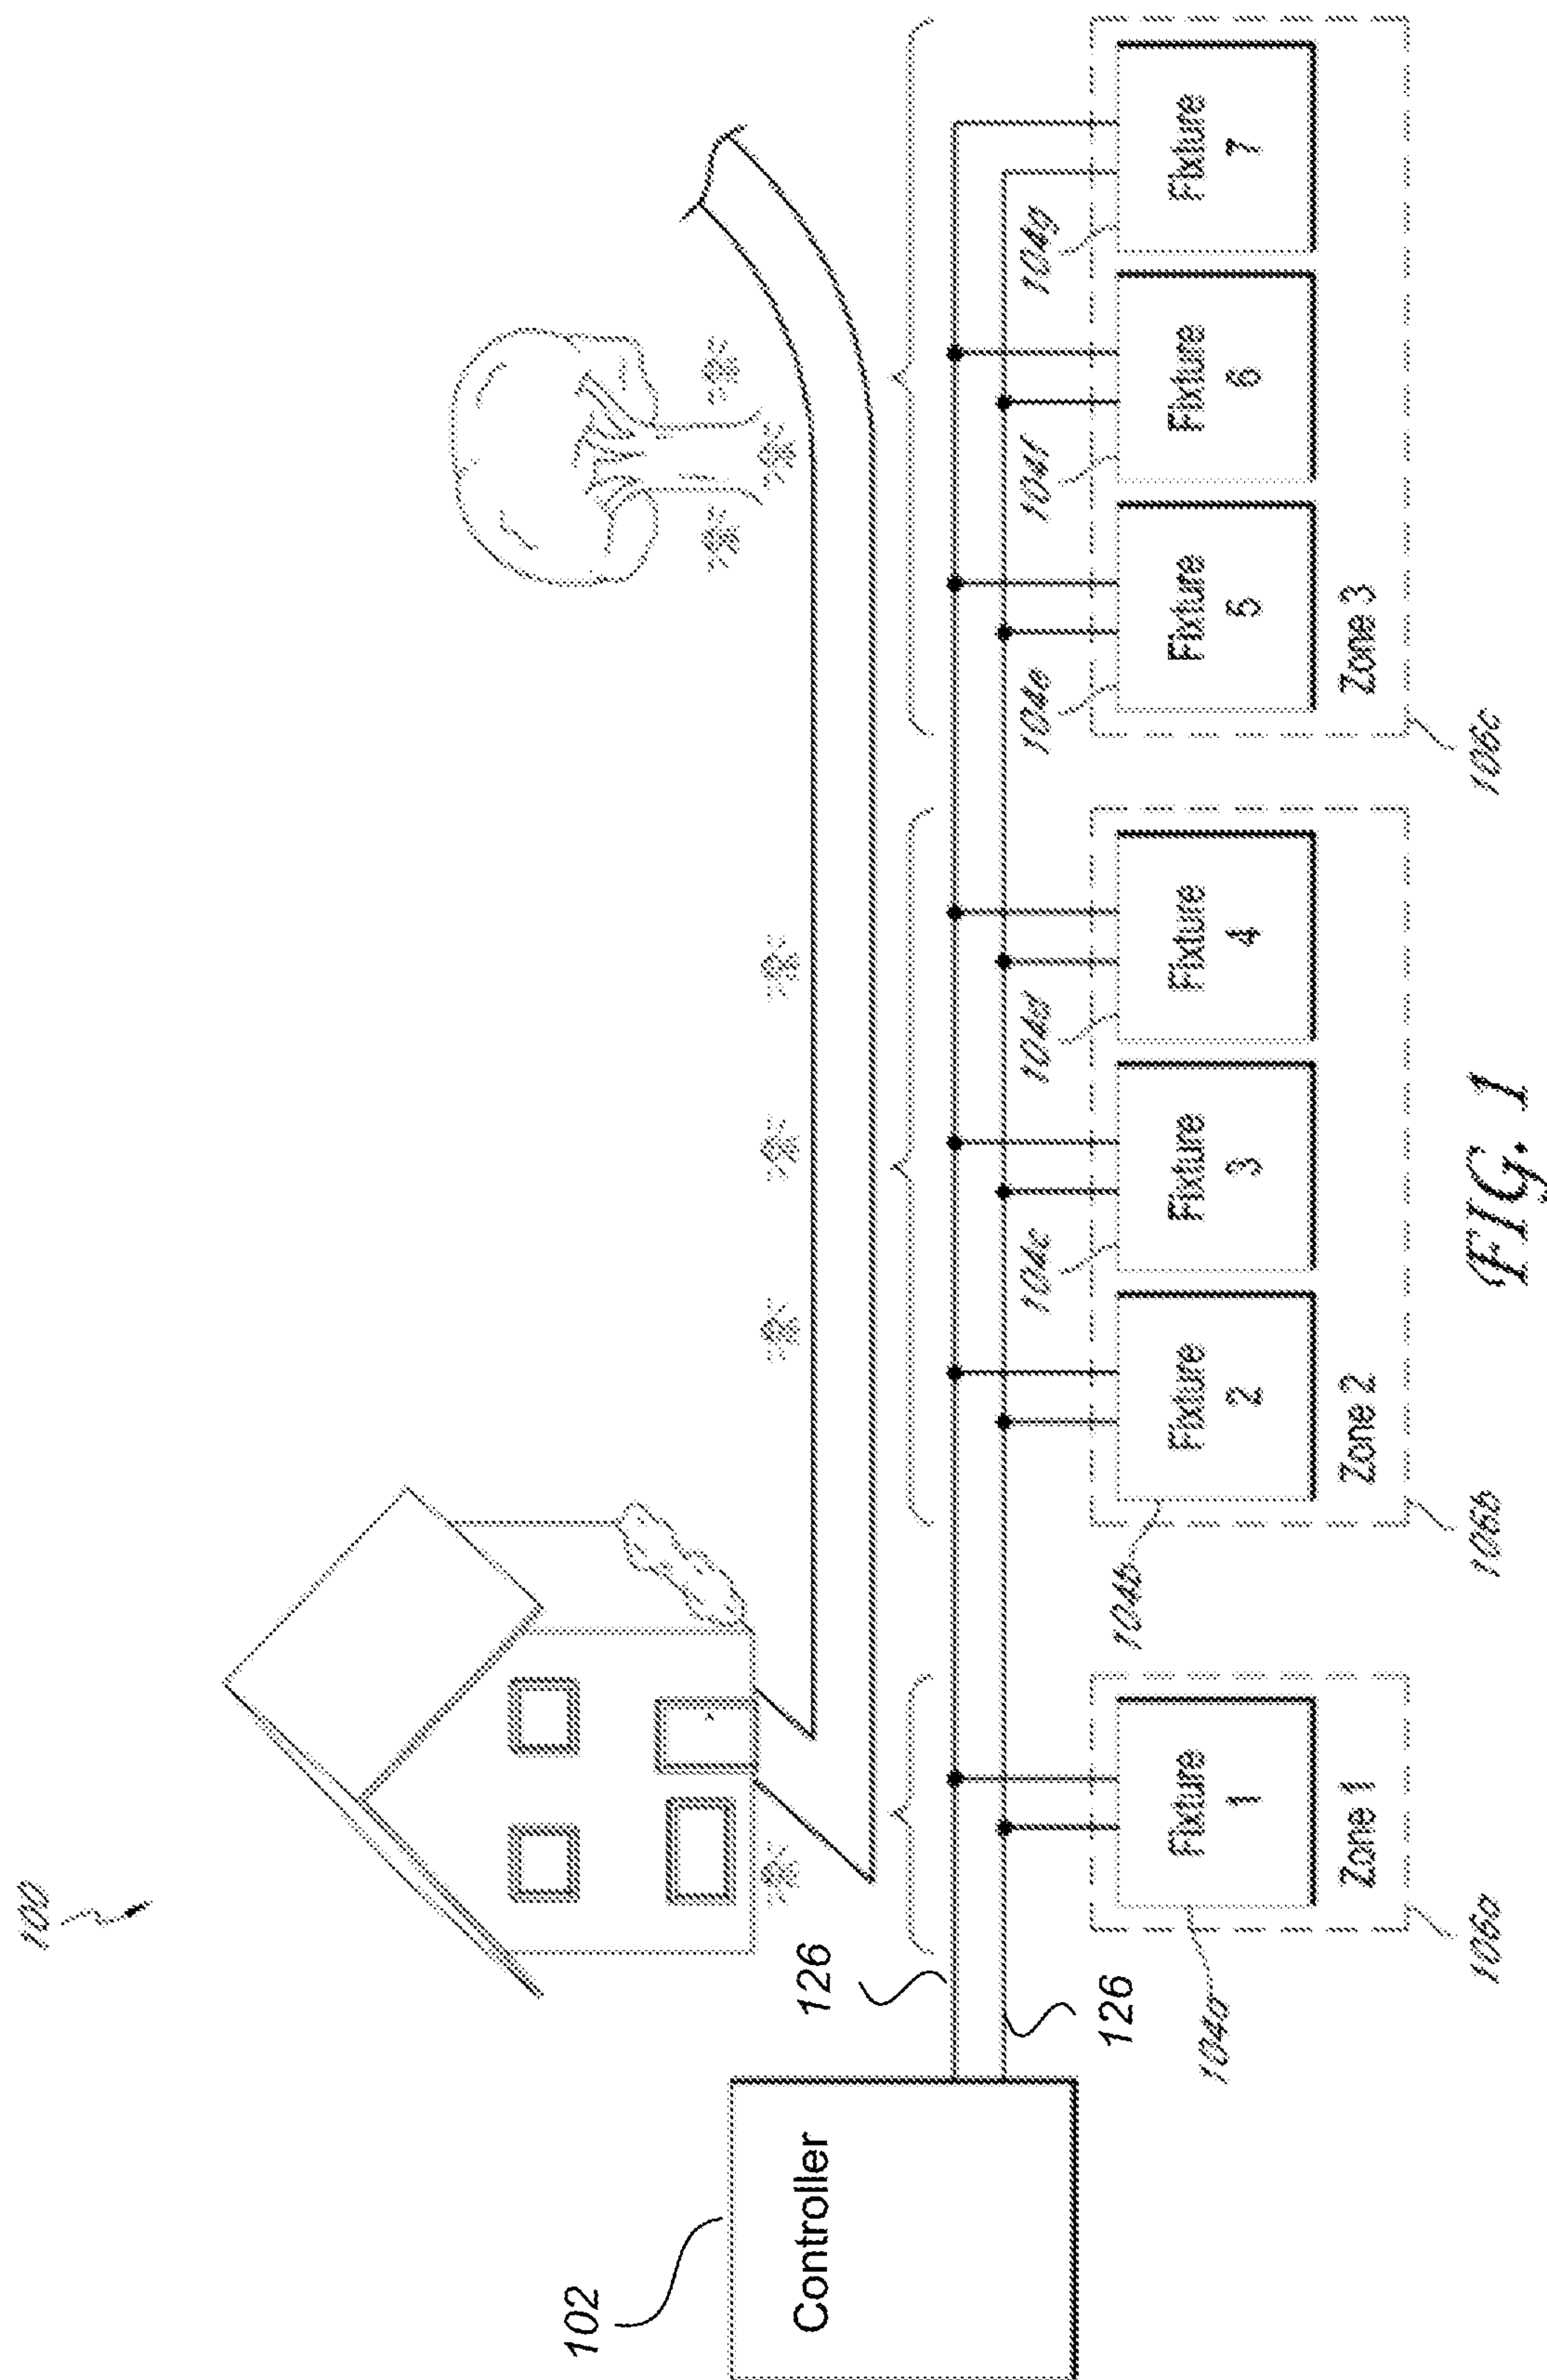 100
102
Controller
126
126
104a
Fixture
1
Zone 1
106a
104b
Fixture
2
104c
Fixture
3
104d
Fixture
4
Zone 2
106b
104e
Fixture
5
104f
Fixture
6
104g
Fixture
7
Zone 3
106c
FIG. 1